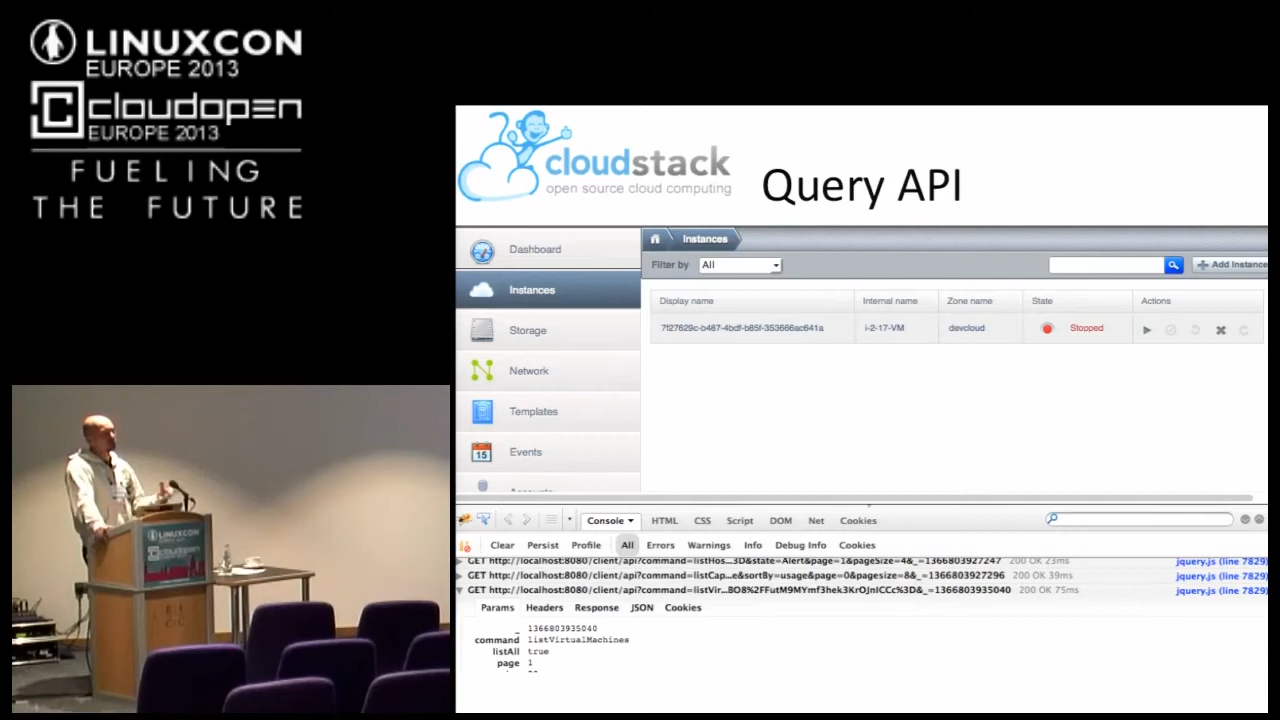 LINUXCON
EUROPE 2013
cloudopen
EUROPE 2013
FUELING
THE FUTURE
cloudstack
open source cloud computing
Query API
Dashboard
Instances
Storage
Network
Templates
Events
15
Instances
Filter by All
Add Instance
Display name Internal name Zone name State Actions
7f27629c-b487-4bdf-b85f-353666ac641a i-2-17-VM devcloud Stopped
Console HTML CSS Script DOM Net Cookies
Clear Persist Profile All Errors Warnings Info Debug Info Cookies
GET http://localhost:8080/client/api?command=listHos...3D&state=Alert&page=1&pageSize=4&_=1366803927247 200 OK 23ms jquery.js (line 7829)
GET http://localhost:8080/client/api?command=listCap...e&sortBy=usage&page=0&pagesize=8&_=1366803927296 200 OK 39ms jquery.js (line 7829)
GET http://localhost:8080/client/api?command=listVir...BO8%2FFutM9MYmf3hek3KrOJnICCc%3D&_=1366803935040 200 OK 75ms jquery.js (line 7829)
Params Headers Response JSON Cookies
_ 1366803935040
command listVirtualMachines
listAll true
page 1
LINUXCON
cloudopen